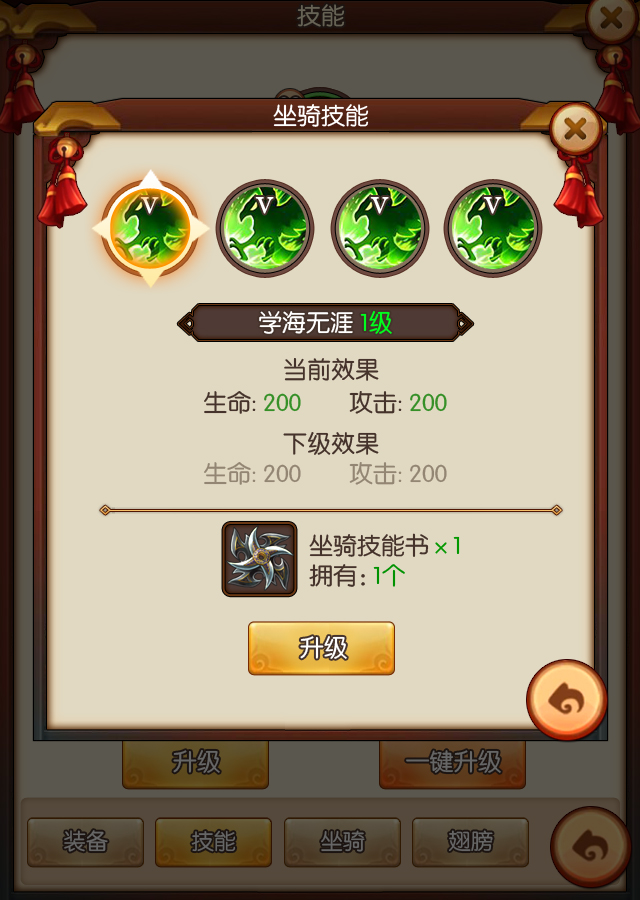 技能
坐骑技能
V V V V
学海无涯 1级
当前效果
生命: 200 攻击: 200
下级效果
生命: 200 攻击: 200
坐骑技能书 ×1
拥有: 1个
升级
升级 一键升级
装备 技能 坐骑 翅膀